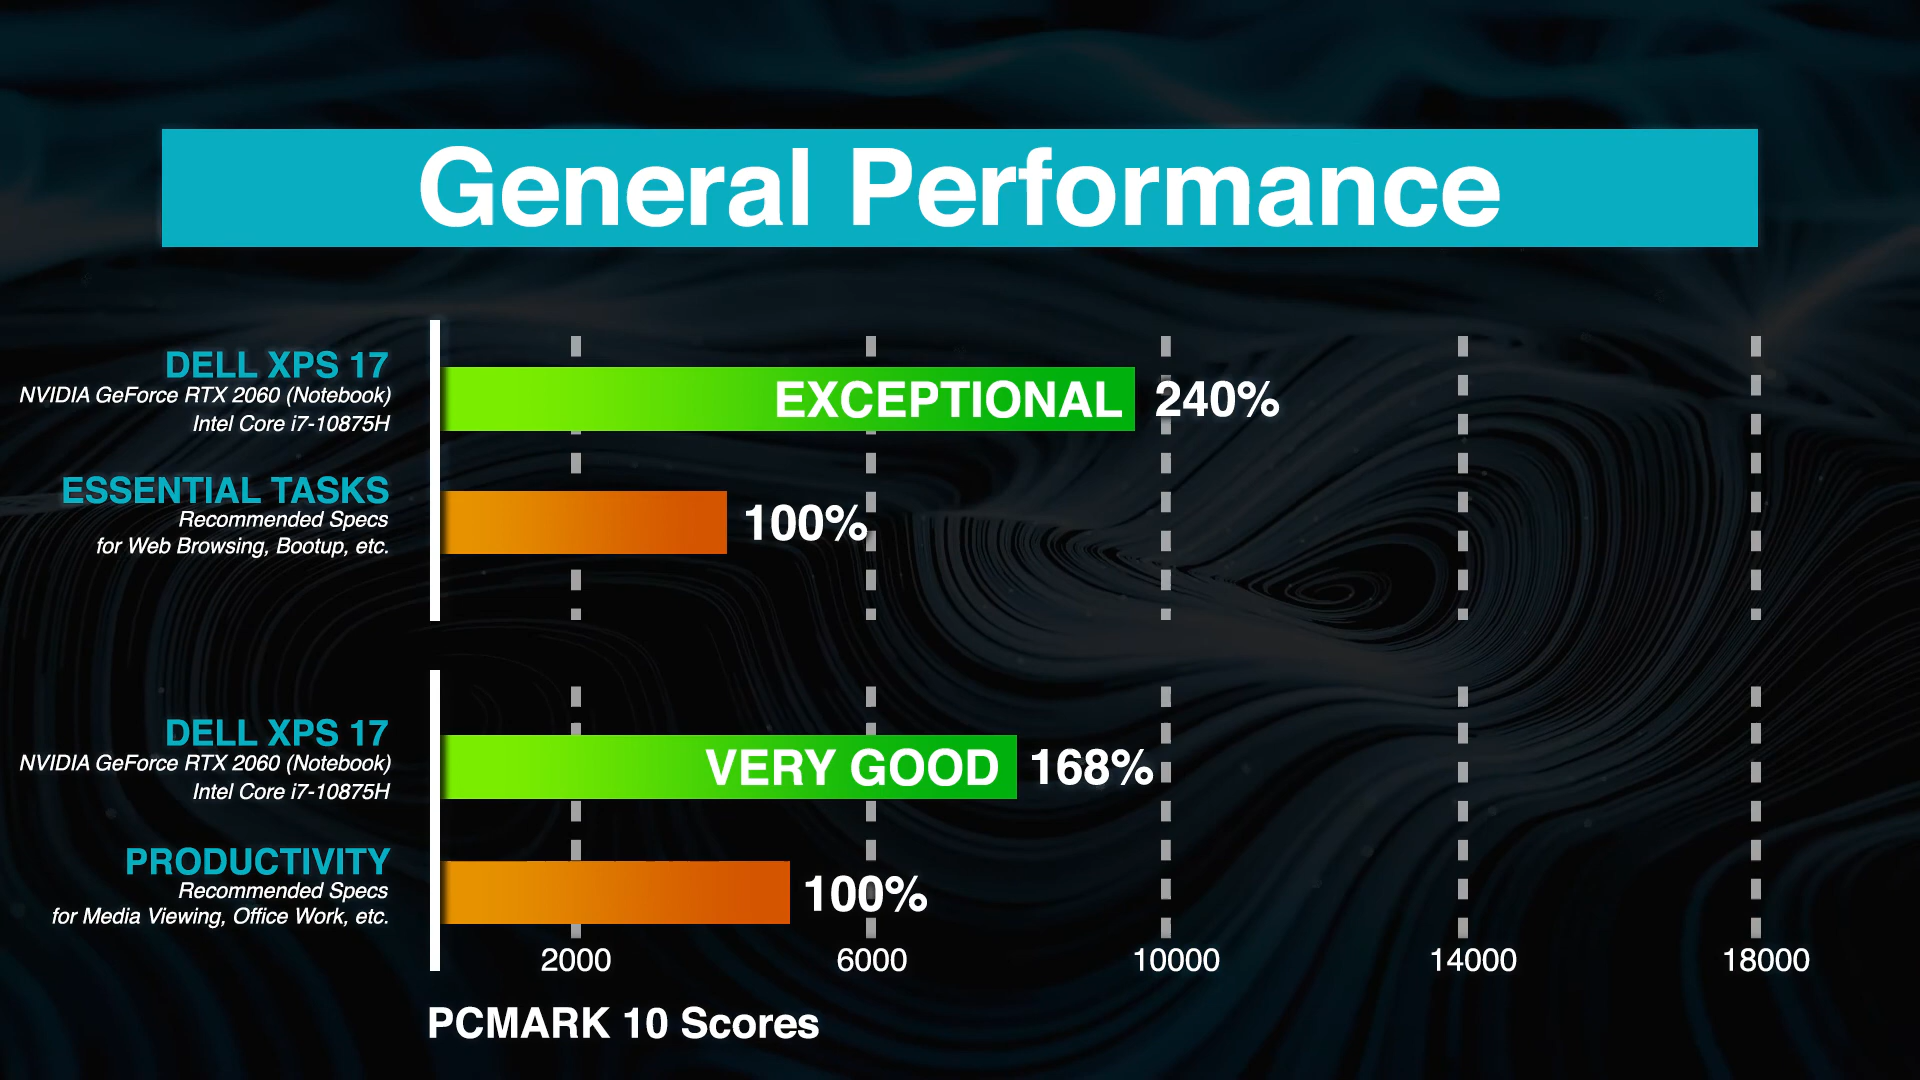 General Performance
DELL XPS 17
NVIDIA GeForce RTX 2060 (Notebook)
Intel Core i7-10875H
EXCEPTIONAL 240%
ESSENTIAL TASKS
Recommended Specs
for Web Browsing, Bootup, etc.
100%
DELL XPS 17
NVIDIA GeForce RTX 2060 (Notebook)
Intel Core i7-10875H
VERY GOOD 168%
PRODUCTIVITY
Recommended Specs
for Media Viewing, Office Work, etc.
100%
2000 6000 10000 14000 18000
PCMARK 10 Scores